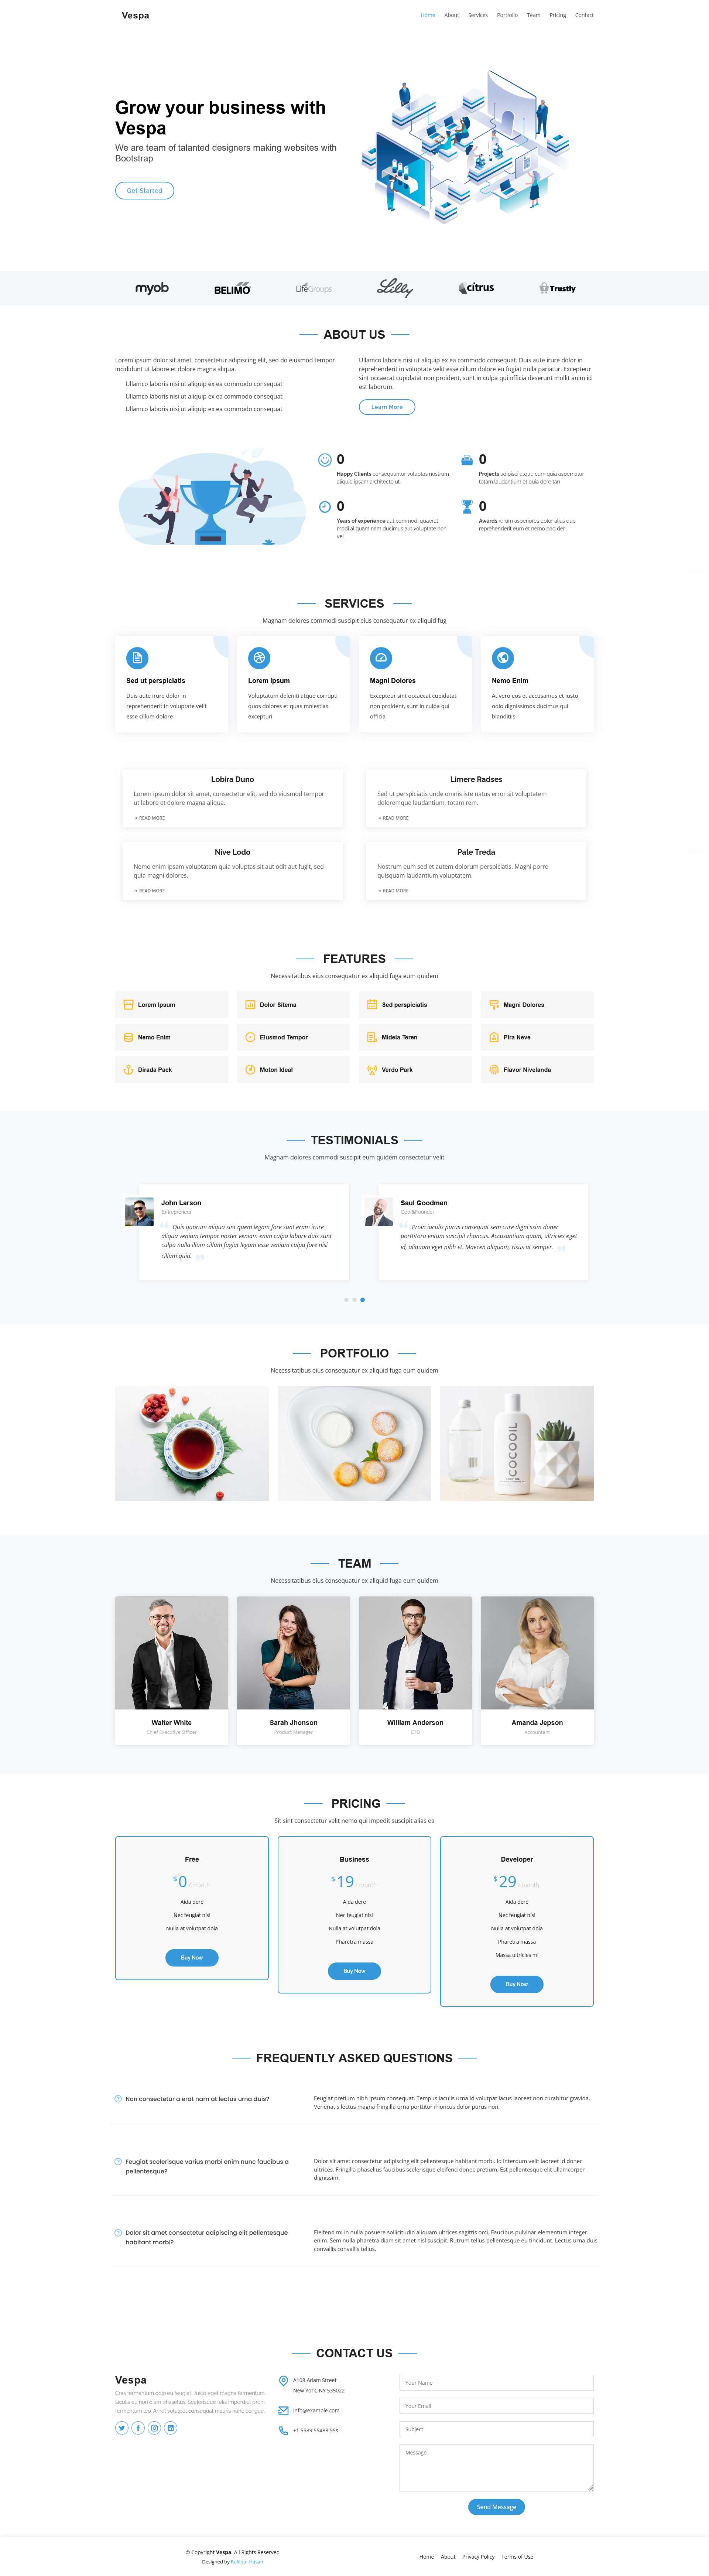 Vespa
Home About Services Portfolio Team Pricing Contact
Grow your business with
Vespa
We are team of talanted designers making websites with
Bootstrap
Get Started
myob
BELIMO
LifeGroups
Lilly
citrus
Trustly
ABOUT US
Lorem ipsum dolor sit amet, consectetur adipiscing elit, sed do eiusmod tempor
incididunt ut labore et dolore magna aliqua.
Ullamco laboris nisi ut aliquip ex ea commodo consequat
Ullamco laboris nisi ut aliquip ex ea commodo consequat
Ullamco laboris nisi ut aliquip ex ea commodo consequat
Ullamco laboris nisi ut aliquip ex ea commodo consequat. Duis aute irure dolor in
reprehenderit in voluptate velit esse cillum dolore eu fugiat nulla pariatur. Excepteur
sint occaecat cupidatat non proident, sunt in culpa qui officia deserunt mollit anim id
est laborum.
Learn More
0
Happy Clients consequuntur voluptas nostrum
aliquid ipsam architecto ut
0
Projects adipisci atque cum quia aspernatur
totam laudantium et quia dere tan
0
Years of experience aut commodi quaerat
modi aliquam nam ducimus aut voluptate non
vel
0
Awards rerum asperiores dolor alias quo
reprehenderit eum et nemo pad der
SERVICES
Magnam dolores commodi suscipit eius consequatur ex aliquid fug
Sed ut perspiciatis
Duis aute irure dolor in
reprehenderit in voluptate velit
esse cillum dolore
Lorem Ipsum
Voluptatum deleniti atque corrupti
quos dolores et quas molestias
excepturi
Magni Dolores
Excepteur sint occaecat cupidatat
non proident, sunt in culpa qui
officia
Nemo Enim
At vero eos et accusamus et iusto
odio dignissimos ducimus qui
blanditiis
Lobira Duno
Lorem ipsum dolor sit amet, consectetur elit, sed do eiusmod tempor
ut labore et dolore magna aliqua.
READ MORE
Limere Radses
Sed ut perspiciatis unde omnis iste natus error sit voluptatem
doloremque laudantium, totam rem.
READ MORE
Nive Lodo
Nemo enim ipsam voluptatem quia voluptas sit aut odit aut fugit, sed
quia magni dolores.
READ MORE
Pale Treda
Nostrum eum sed et autem dolorum perspiciatis. Magni porro
quisquam laudantium voluptatem.
READ MORE
FEATURES
Necessitatibus eius consequatur ex aliquid fuga eum quidem
Lorem Ipsum
Dolor Sitema
Sed perspiciatis
Magni Dolores
Nemo Enim
Eiusmod Tempor
Midela Teren
Pira Neve
Dirada Pack
Moton Ideal
Verdo Park
Flavor Nivelanda
TESTIMONIALS
Magnam dolores commodi suscipit eum quidem consectetur velit
John Larson
Entrepreneur
Quis quorum aliqua sint quem legam fore sunt eram irure
aliqua veniam tempor noster veniam enim culpa labore duis sunt
culpa nulla illum cillum fugiat legam esse veniam culpa fore nisi
cillum quid.
Saul Goodman
Ceo &Founder
Proin iaculis purus consequat sem cure digni ssim donec
porttitora entum suscipit rhoncus. Accusantium quam, ultricies eget
id, aliquam eget nibh et. Maecen aliquam, risus at semper.
PORTFOLIO
Necessitatibus eius consequatur ex aliquid fuga eum quidem
COCOOIL
TEAM
Necessitatibus eius consequatur ex aliquid fuga eum quidem
Walter White
Chief Executive Officer
Sarah Jhonson
Product Manager
William Anderson
CTO
Amanda Jepson
Accountant
PRICING
Sit sint consectetur velit nemo qui impedit suscipit alias ea
Free
$0 / month
Aida dere
Nec feugiat nisl
Nulla at volutpat dola
Buy Now
Business
$19 / month
Aida dere
Nec feugiat nisl
Nulla at volutpat dola
Pharetra massa
Buy Now
Developer
$29 / month
Aida dere
Nec feugiat nisl
Nulla at volutpat dola
Pharetra massa
Massa ultricies mi
Buy Now
FREQUENTLY ASKED QUESTIONS
Non consectetur a erat nam at lectus urna duis?
Feugiat pretium nibh ipsum consequat. Tempus iaculis urna id volutpat lacus laoreet non curabitur gravida.
Venenatis lectus magna fringilla urna porttitor rhoncus dolor purus non.
Feugiat scelerisque varius morbi enim nunc faucibus a
pellentesque?
Dolor sit amet consectetur adipiscing elit pellentesque habitant morbi. Id interdum velit laoreet id donec
ultrices. Fringilla phasellus faucibus scelerisque eleifend donec pretium. Est pellentesque elit ullamcorper
dignissim.
Dolor sit amet consectetur adipiscing elit pellentesque
habitant morbi?
Eleifend mi in nulla posuere sollicitudin aliquam ultrices sagittis orci. Faucibus pulvinar elementum integer
enim. Sem nulla pharetra diam sit amet nisl suscipit. Rutrum tellus pellentesque eu tincidunt. Lectus urna duis
convallis convallis tellus.
CONTACT US
Vespa
Cras fermentum odio eu feugiat. Justo eget magna fermentum
iaculis eu non diam phasellus. Scelerisque felis imperdiet proin
fermentum leo. Amet volutpat consequat mauris nunc congue.
A108 Adam Street
New York, NY 535022
info@example.com
+1 5589 55488 55s
Your Name
Your Email
Subject
Message
Send Message
© Copyright Vespa. All Rights Reserved
Designed by Robikul-Hasan
Home About Privacy Policy Terms of Use